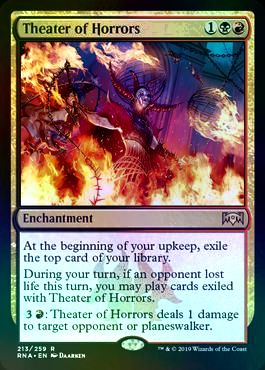 Theater of Horrors 1
Enchantment
At the beginning of your upkeep, exile
the top card of your library.
During your turn, if an opponent lost
life this turn, you may play cards exiled
with Theater of Horrors.
3 : Theater of Horrors deals 1 damage
to target opponent or planeswalker.
213/259 R
RNA • EN DAARKEN
™ & © 2019 Wizards of the Coast